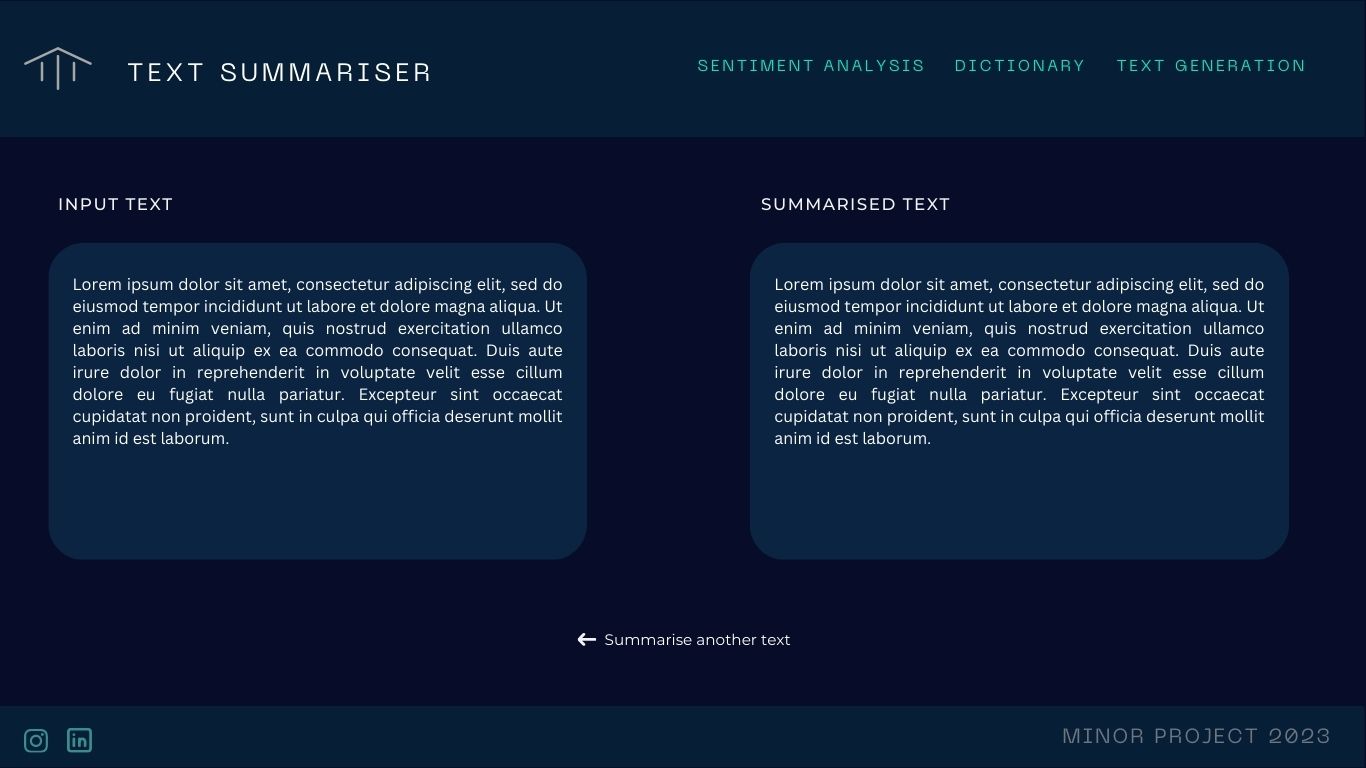 TEXT SUMMARISER
SENTIMENT ANALYSIS DICTIONARY TEXT GENERATION
INPUT TEXT
Lorem ipsum dolor sit amet, consectetur adipiscing elit, sed do
eiusmod tempor incididunt ut labore et dolore magna aliqua. Ut
enim ad minim veniam, quis nostrud exercitation ullamco
laboris nisi ut aliquip ex ea commodo consequat. Duis aute
irure dolor in reprehenderit in voluptate velit esse cillum
dolore eu fugiat nulla pariatur. Excepteur sint occaecat
cupidatat non proident, sunt in culpa qui officia deserunt mollit
anim id est laborum.
SUMMARISED TEXT
Lorem ipsum dolor sit amet, consectetur adipiscing elit, sed do
eiusmod tempor incididunt ut labore et dolore magna aliqua. Ut
enim ad minim veniam, quis nostrud exercitation ullamco
laboris nisi ut aliquip ex ea commodo consequat. Duis aute
irure dolor in reprehenderit in voluptate velit esse cillum
dolore eu fugiat nulla pariatur. Excepteur sint occaecat
cupidatat non proident, sunt in culpa qui officia deserunt mollit
anim id est laborum.
Summarise another text
in
MINOR PROJECT 2023